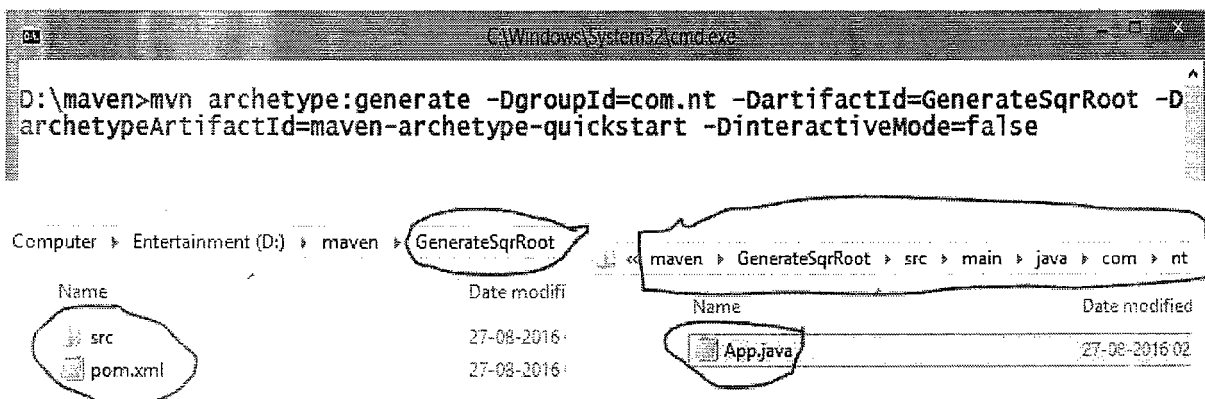 C:\Windows\System32\cmd.exe
D:\maven>mvn archetype:generate -DgroupId=com.nt -DartifactId=GenerateSqrRoot -D
archetypeArtifactId=maven-archetype-quickstart -DinteractiveMode=false
Computer ▸ Entertainment (D:) ▸ maven ▸ GenerateSqrRoot
Name Date modifi
src 27-08-2016
pom.xml 27-08-2016
« maven ▸ GenerateSqrRoot ▸ src ▸ main ▸ java ▸ com ▸ nt
Name Date modified
App.java 27-08-2016 02